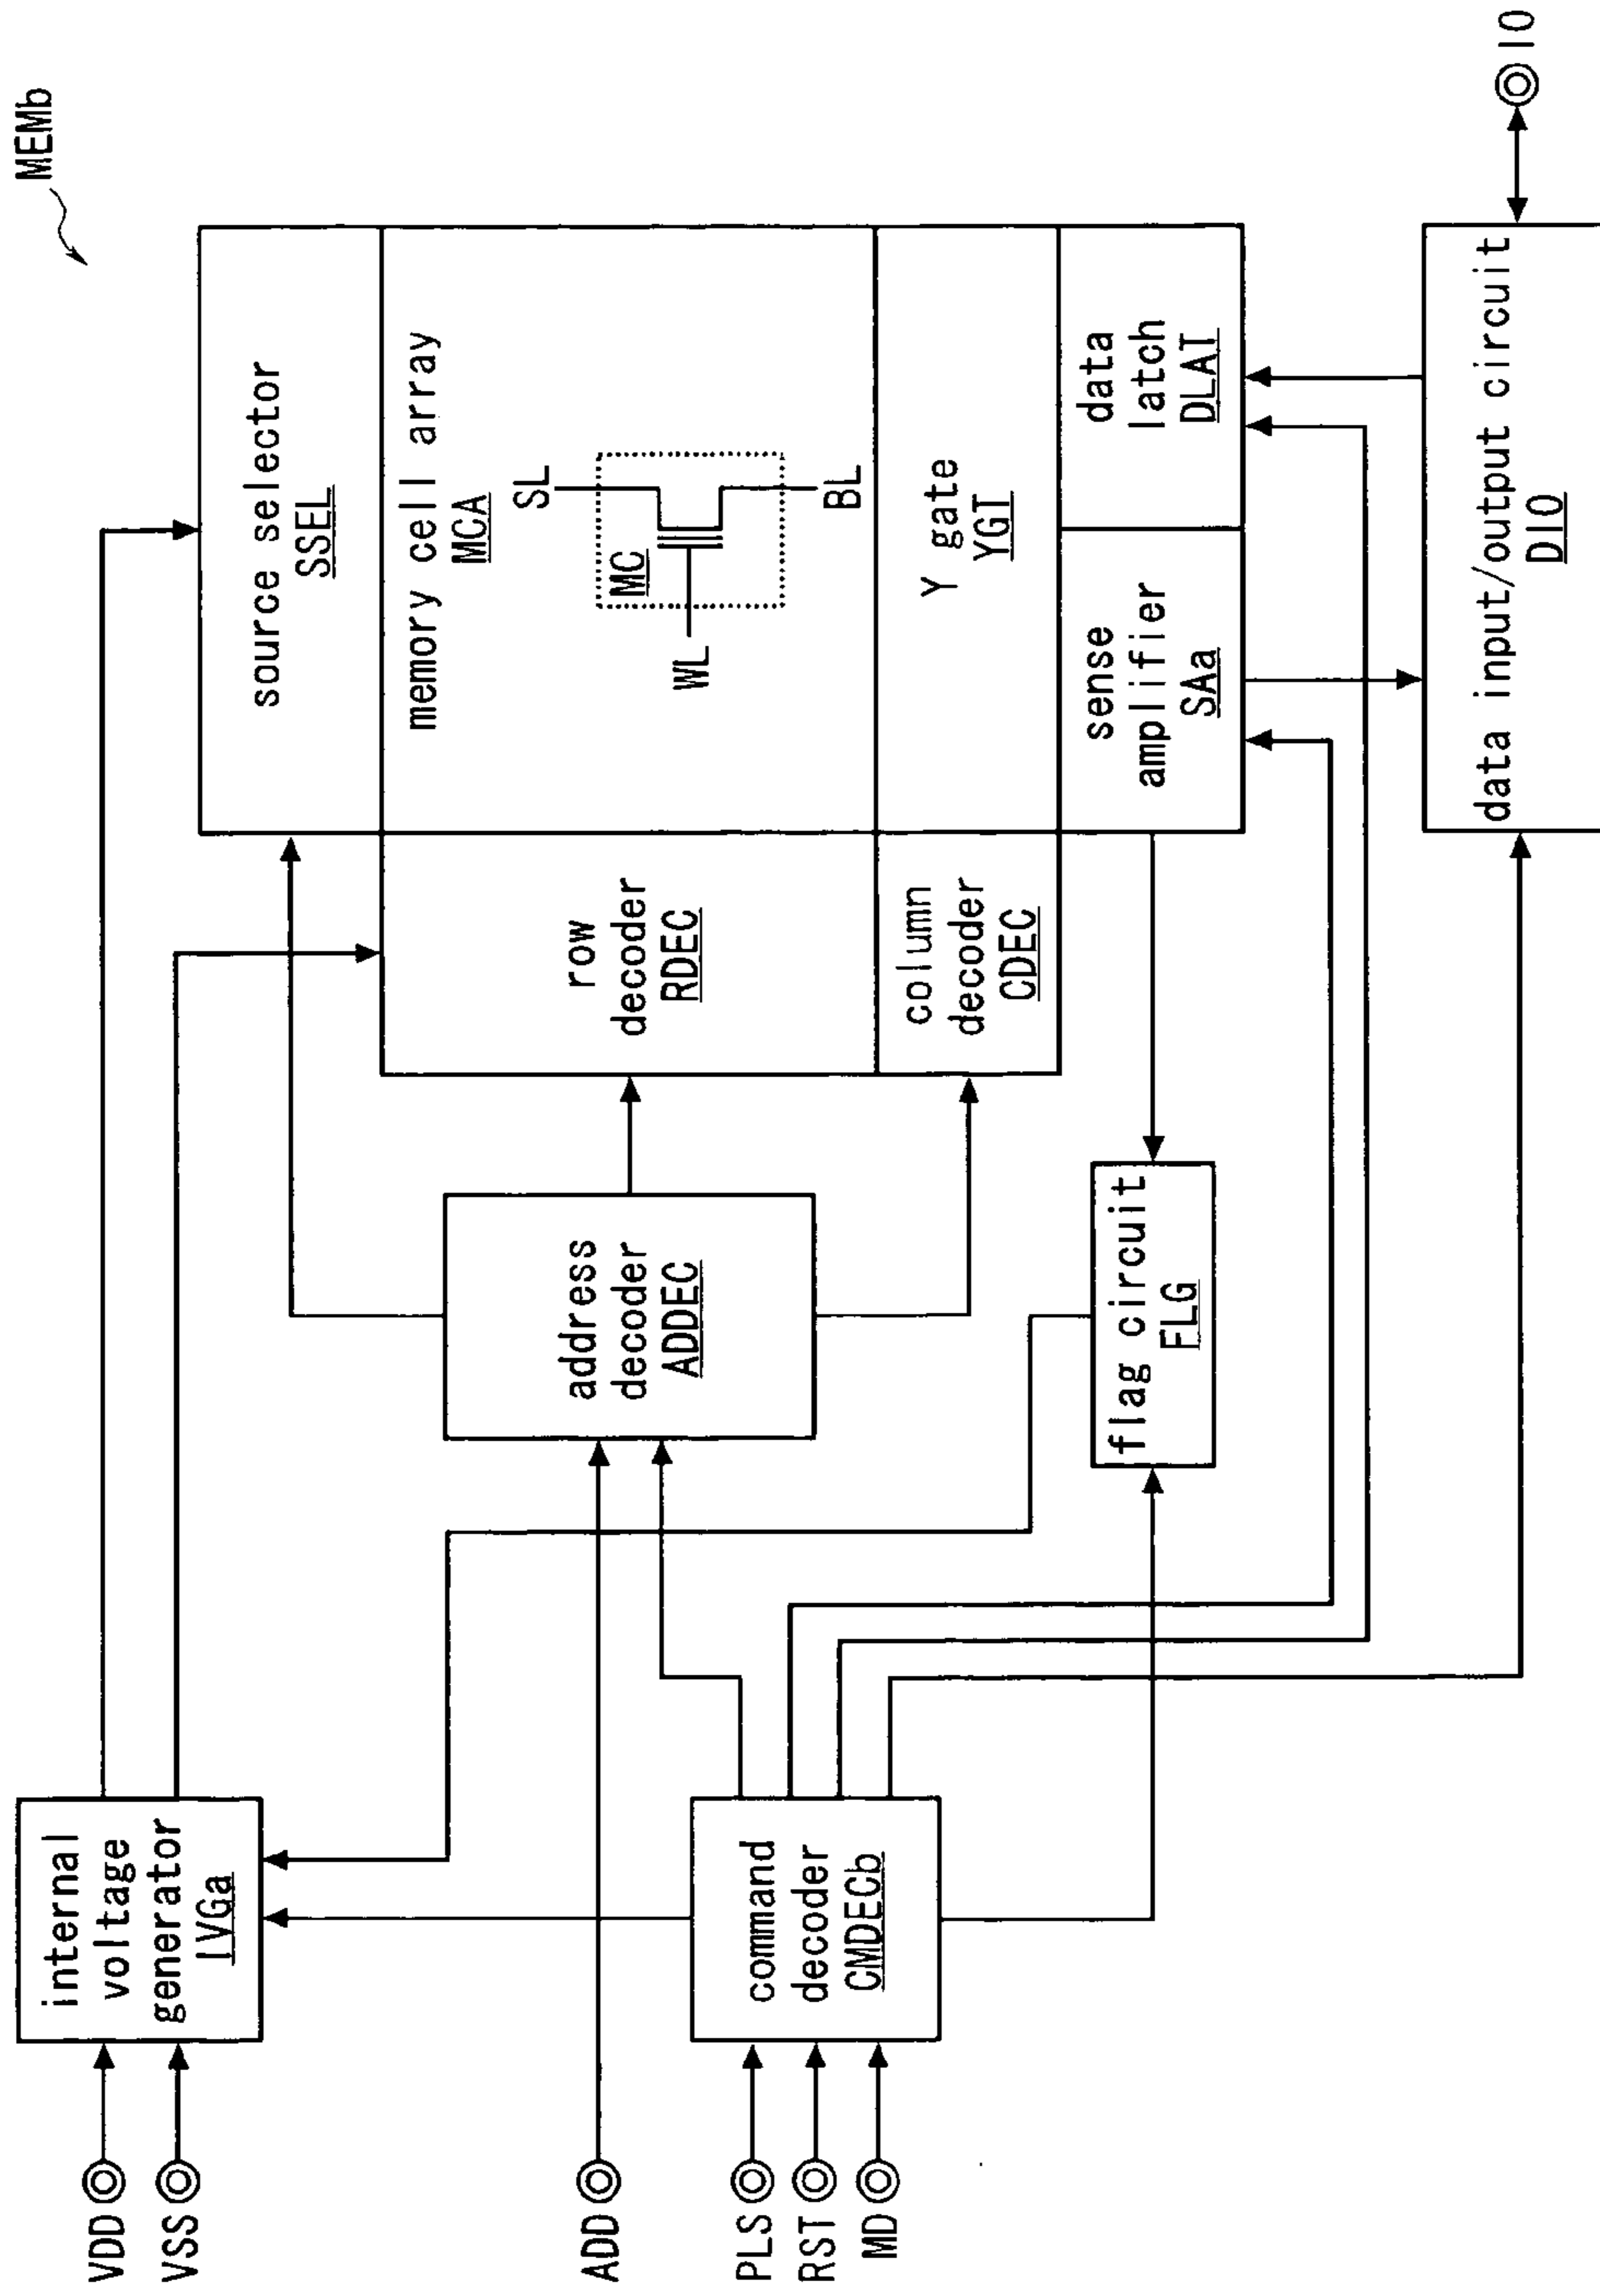 MEMb
VDD
VSS
internal
voltage
generator
IVGa
source selector
SSEL
memory cell array
MCA
SL
MC
WL
BL
row
decoder
RDEC
address
decoder
ADDEC
ADD
Y gate
YGT
column
decoder
CDEC
PLS
RST
MD
command
decoder
CMDECb
sense
amplifier
SAa
data
latch
DLAT
flag circuit
FLG
data input/output circuit
DIO
IO